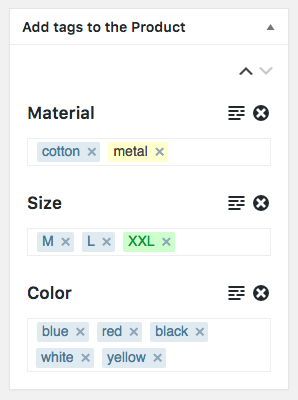 Add tags to the Product
Material
cotton metal
Size
M L XXL
Color
blue red black
white yellow